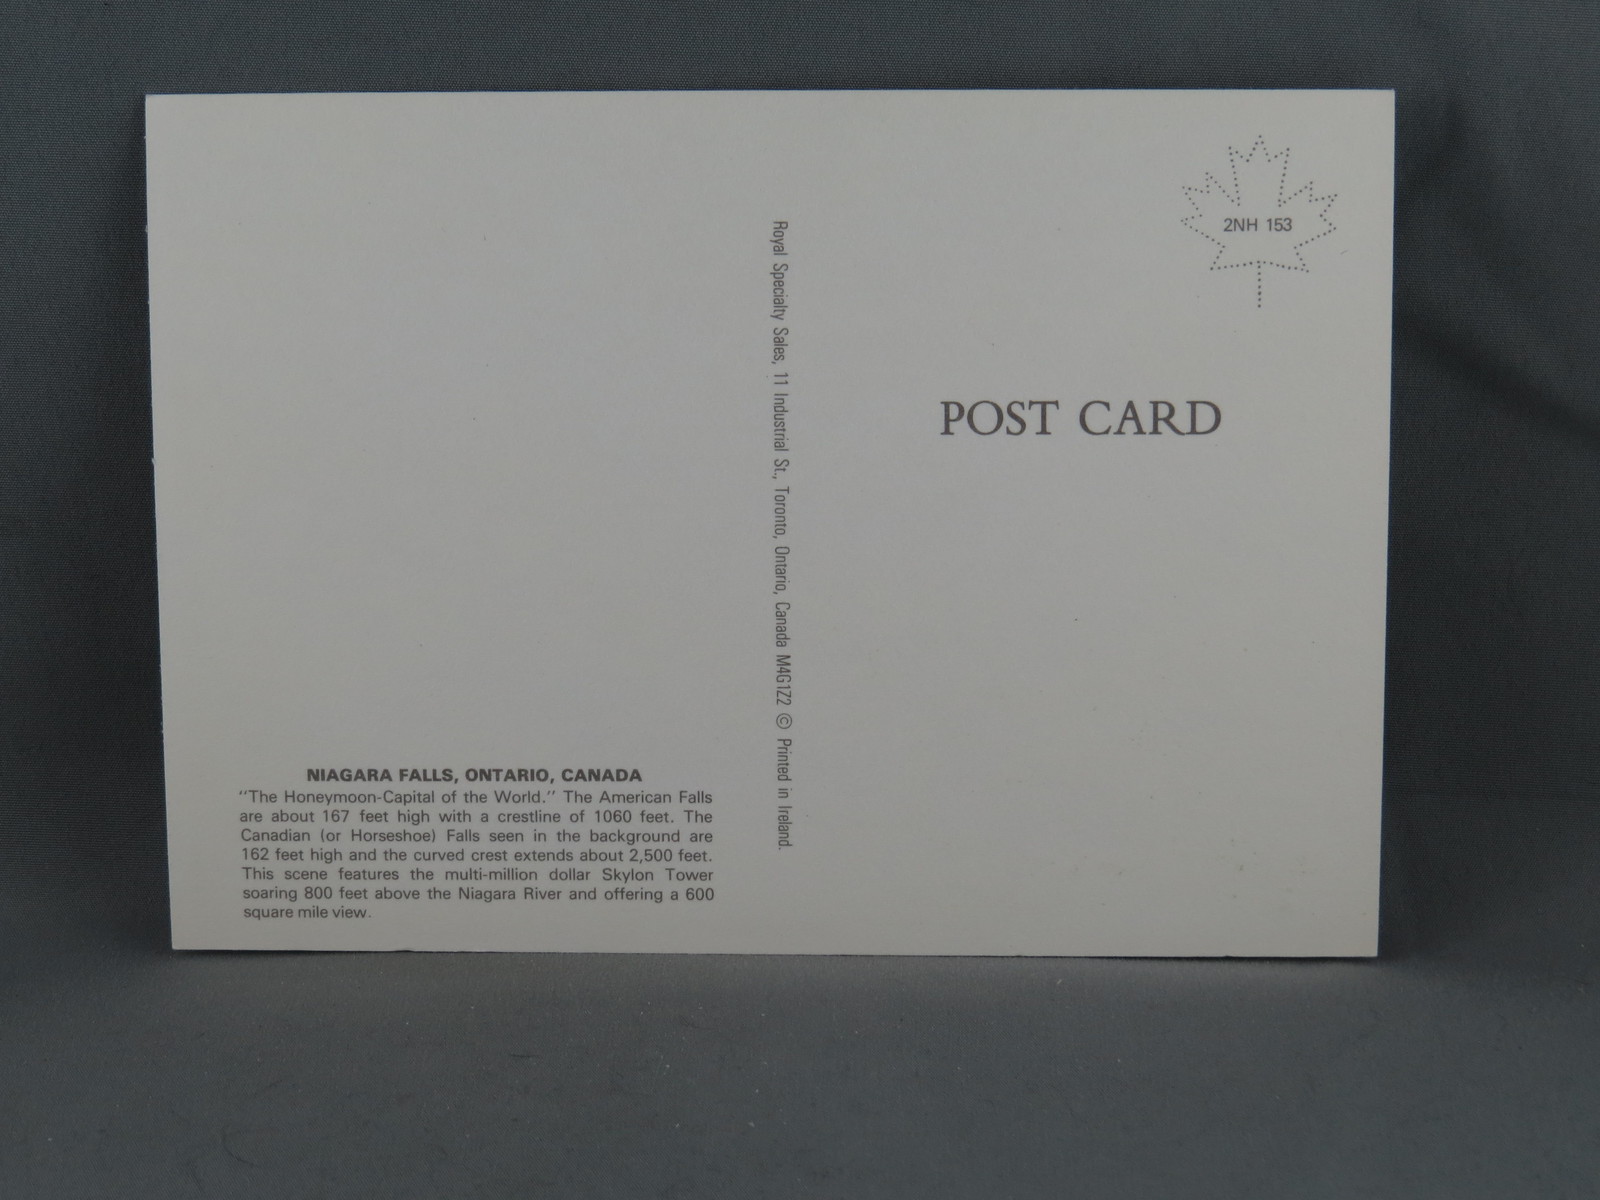 2NH 153
POST CARD
Royal Specialty Sales, 11 Industrial St., Toronto, Ontario, Canada M4G1Z2 © Printed in Ireland.
NIAGARA FALLS, ONTARIO, CANADA
"The Honeymoon-Capital of the World." The American Falls
are about 167 feet high with a crestline of 1060 feet. The
Canadian (or Horseshoe) Falls seen in the background are
162 feet high and the curved crest extends about 2,500 feet.
This scene features the multi-million dollar Skylon Tower
soaring 800 feet above the Niagara River and offering a 600
square mile view.